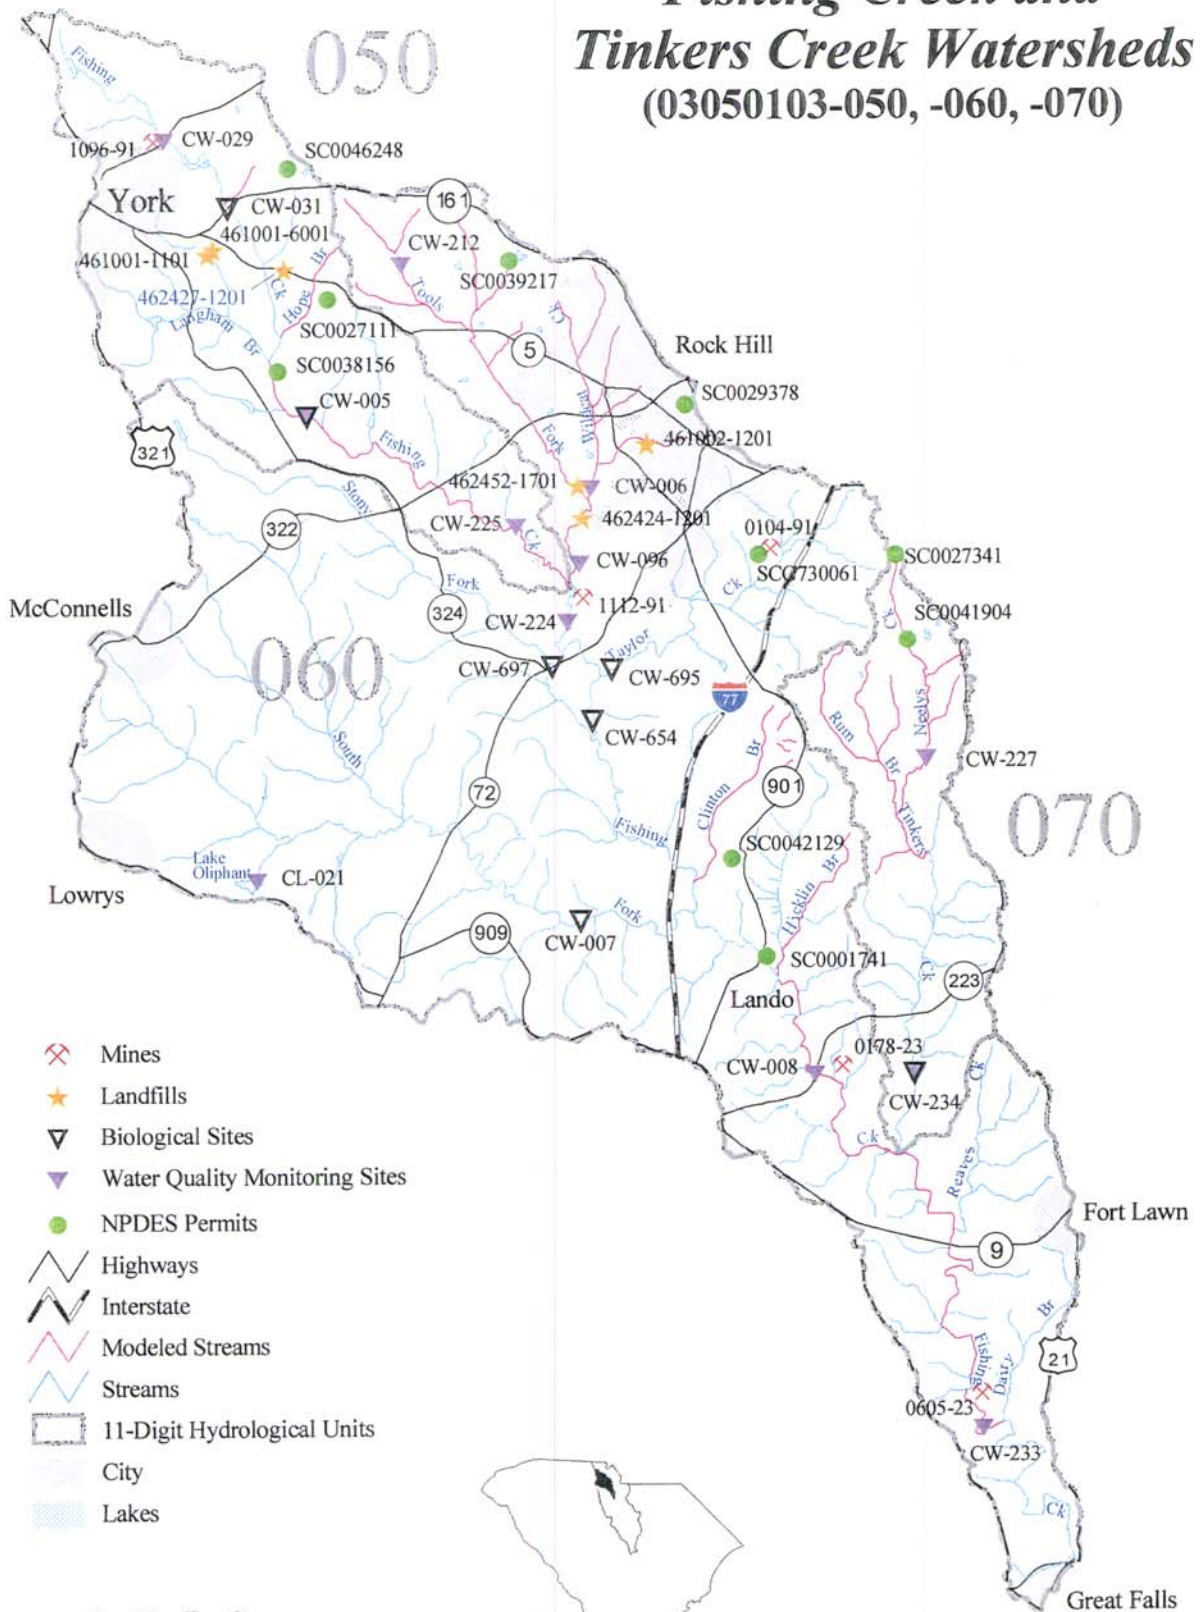 Fishing Creek and
Tinkers Creek Watersheds
(03050103-050, -060, -070)
050
Fishing
1096-91
CW-029
SC0046248
York
CW-031
161
461001-6001
CW-212
461001-1101
Br
SC0039217
462427-1201
Ck
Hope
Tools
Ck
Langham
SC0027111
Br
5
Rock Hill
SC0038156
SC0029378
CW-005
Wildcat
321
Fishing
Fork
461002-1201
462452-1701
CW-006
Stony
CW-225
462424-1201
322
Ck
0104-91
CW-096
SC0027341
SCG730061
Fork
Ck
McConnells
324
1112-91
SC0041904
Ck
CW-224
060
Taylor
CW-697
CW-695
77
Rum
Neelys
CW-654
South
Br
CW-227
Br
72
901
Clinton
070
Tinkers
Fishing
SC0042129
Lake
Oliphant
CL-021
Br
Hicklin
Lowrys
Fork
909
CW-007
SC0001741
Ck
223
Lando
Mines
0178-23
CW-008
Ck
Landfills
CW-234
Biological Sites
Ck
Water Quality Monitoring Sites
Reaves
NPDES Permits
Fort Lawn
Highways
9
Interstate
Br
Modeled Streams
Fishing
Dairy
21
Streams
0605-23
11-Digit Hydrological Units
CW-233
City
Lakes
Ck
Great Falls